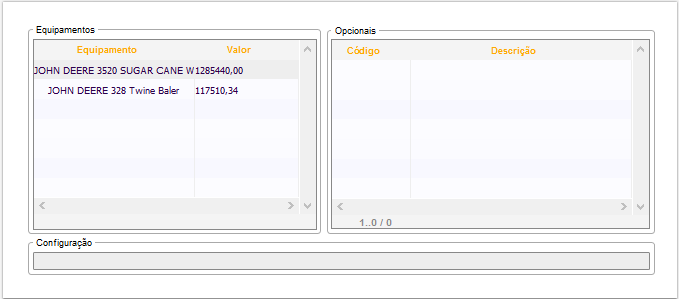 Equipamentos
Equipamento Valor
JOHN DEERE 3520 SUGAR CANE W 1285440,00
JOHN DEERE 328 Twine Baler 117510,34
Opcionais
Código Descrição
1..0 / 0
Configuração